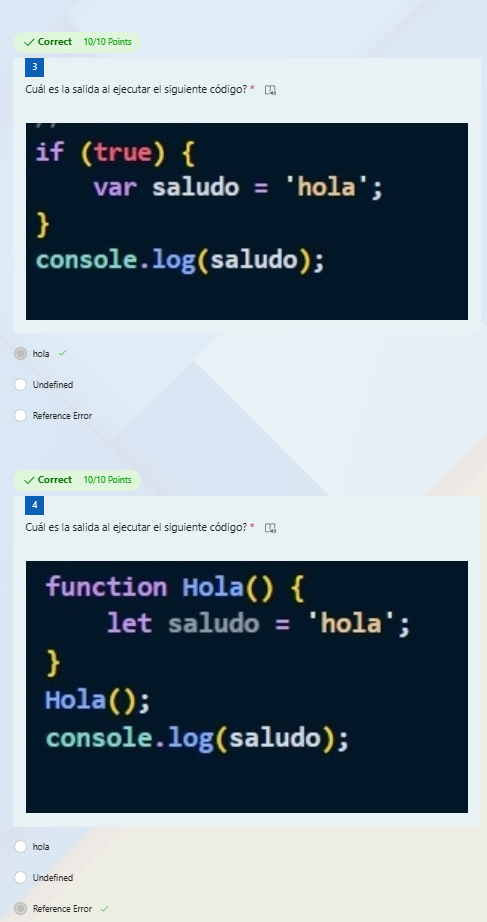 Correct 10/10 Points
3
Cuál es la salida al ejecutar el siguiente código? *
if (true) {
var saludo = 'hola';
}
console.log(saludo);
hola
Undefined
Reference Error
Correct 10/10 Points
4
Cuál es la salida al ejecutar el siguiente código? *
function Hola() {
let saludo = 'hola';
}
Hola();
console.log(saludo);
hola
Undefined
Reference Error